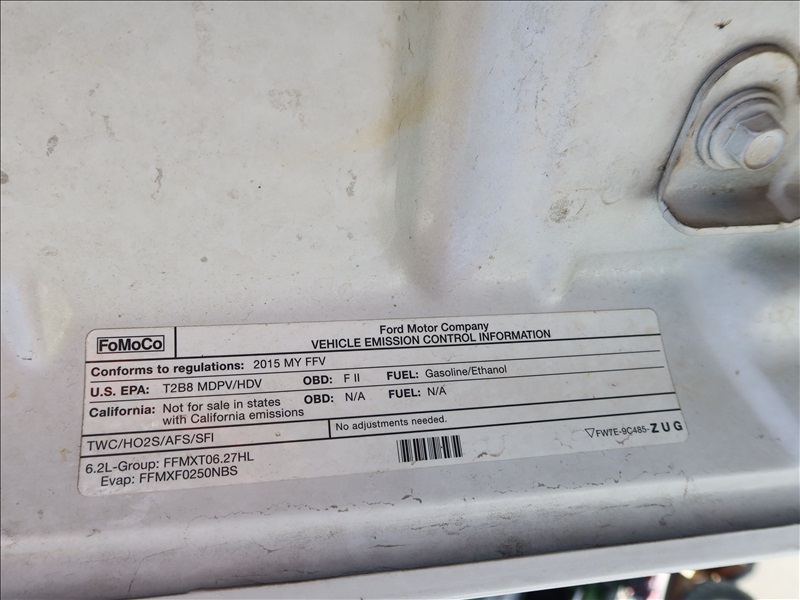 FoMoCo
Ford Motor Company
VEHICLE EMISSION CONTROL INFORMATION
Conforms to regulations: 2015 MY FFV
U.S. EPA: T2B8 MDPV/HDV OBD: F II FUEL: Gasoline/Ethanol
California: Not for sale in states with California emissions OBD: N/A FUEL: N/A
TWC/HO2S/AFS/SFI
No adjustments needed.
6.2L-Group: FFMXT06.27HL
Evap: FFMXF0250NBS
▽FW7E-9C485-ZUG